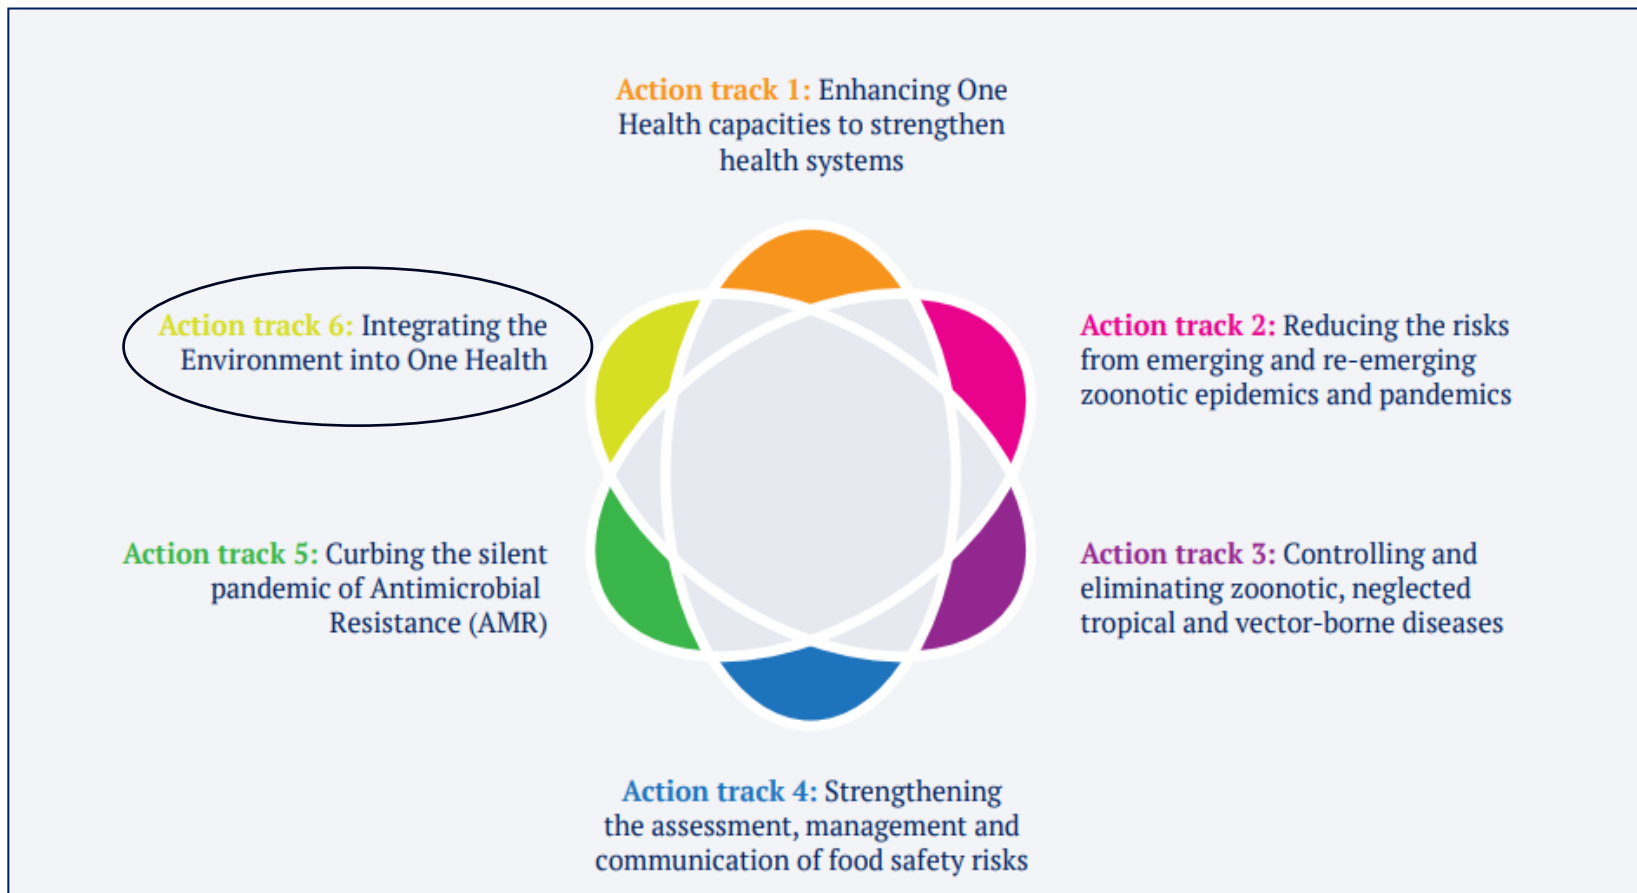 Action track 1: Enhancing One
Health capacities to strengthen
health systems
Action track 2: Reducing the risks
from emerging and re-emerging
zoonotic epidemics and pandemics
Action track 3: Controlling and
eliminating zoonotic, neglected
tropical and vector-borne diseases
Action track 4: Strengthening
the assessment, management and
communication of food safety risks
Action track 5: Curbing the silent
pandemic of Antimicrobial
Resistance (AMR)
Action track 6: Integrating the
Environment into One Health